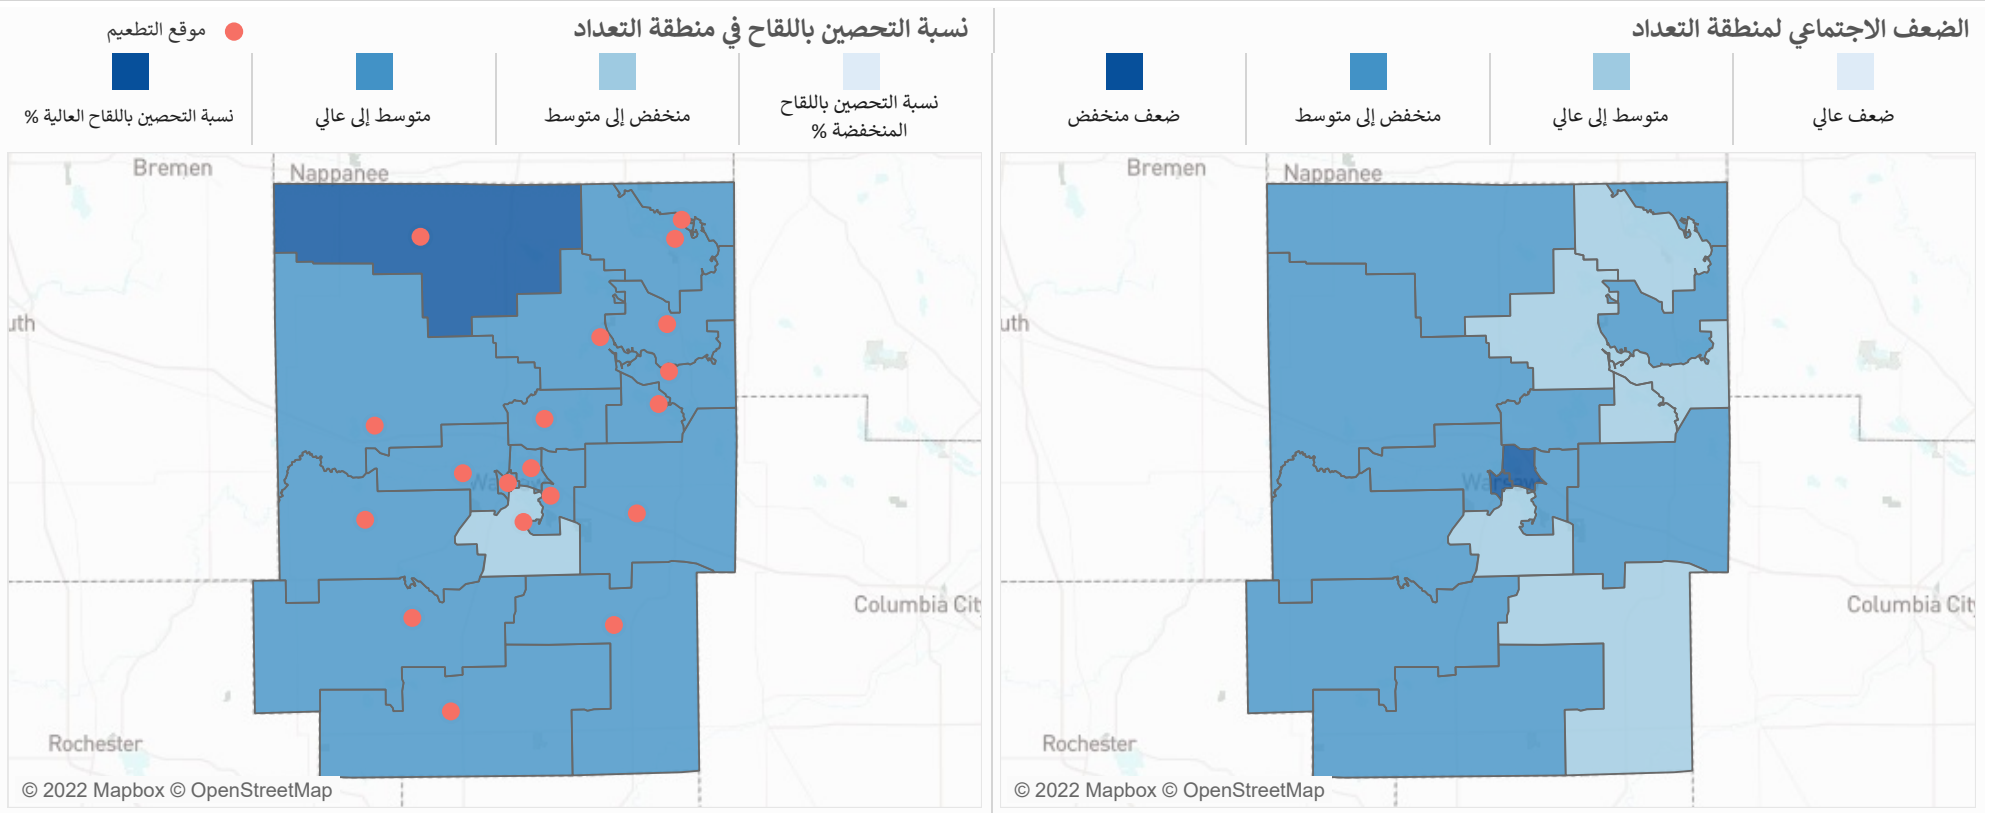 الضعف الاجتماعي لمنطقة التعداد
ضعف عالي
متوسط إلى عالي
منخفض إلى متوسط
ضعف منخفض
Bremen
Nappanee
uth
Warsaw
Columbia City
Rochester
© 2022 Mapbox © OpenStreetMap
نسبة التحصين باللقاح في منطقة التعداد
موقع التطعيم
نسبة التحصين باللقاح
المنخفضة %
منخفض إلى متوسط
متوسط إلى عالي
نسبة التحصين باللقاح العالية %
Bremen
Nappanee
uth
Columbia Cit
Rochester
© 2022 Mapbox © OpenStreetMap